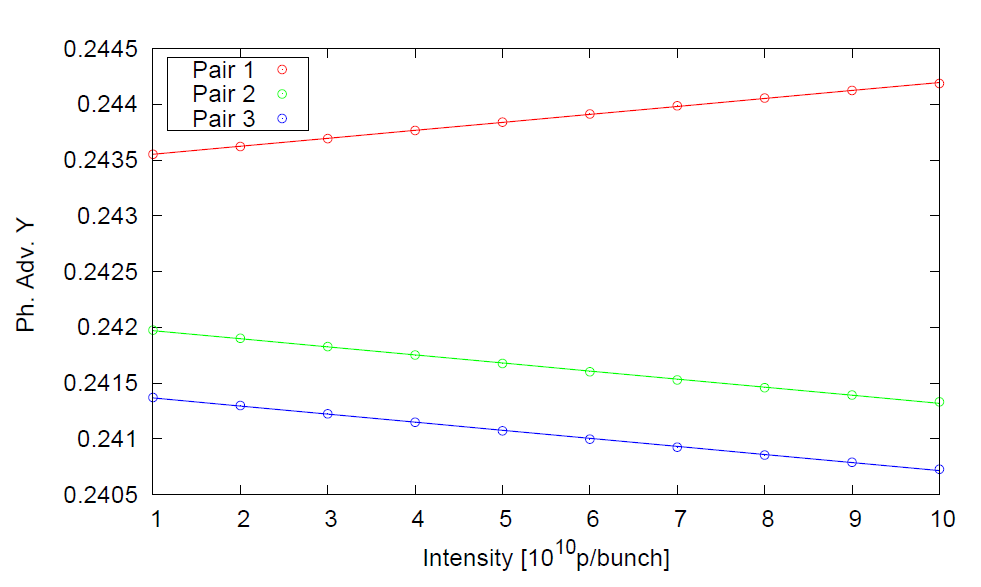 0.2445
0.244
0.2435
0.243
0.2425
0.242
0.2415
0.241
0.2405
Pair 1
Pair 2
Pair 3
Ph. Adv. Y
1 2 3 4 5 6 7 8 9 10
Intensity [10^10p/bunch]